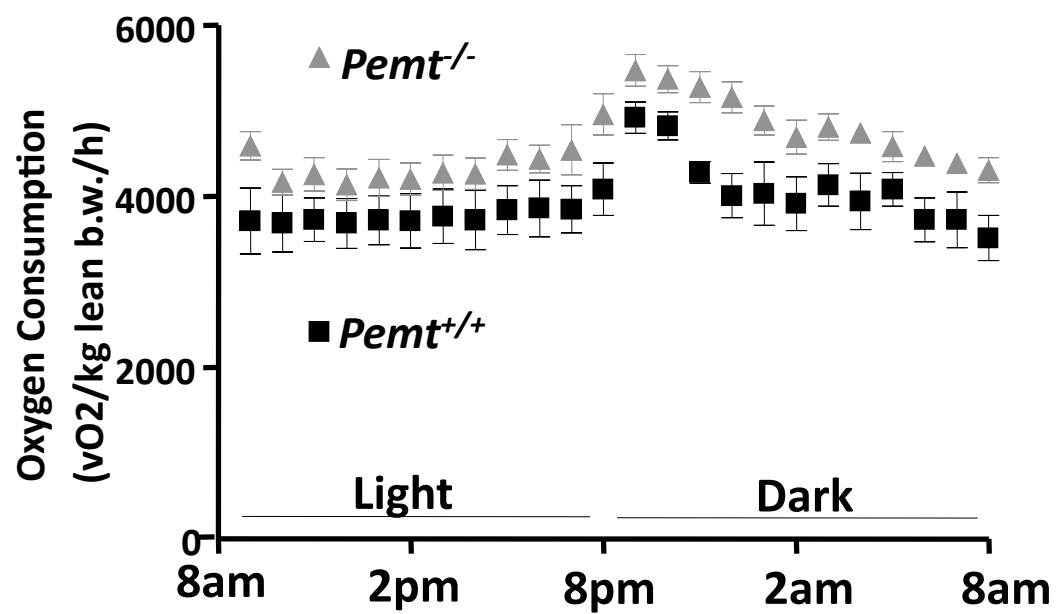 Oxygen Consumption
(vO2/kg lean b.w./h)
6000
4000
2000
0
Pemt-/-
Pemt+/+
Light
Dark
8am
2pm
8pm
2am
8am